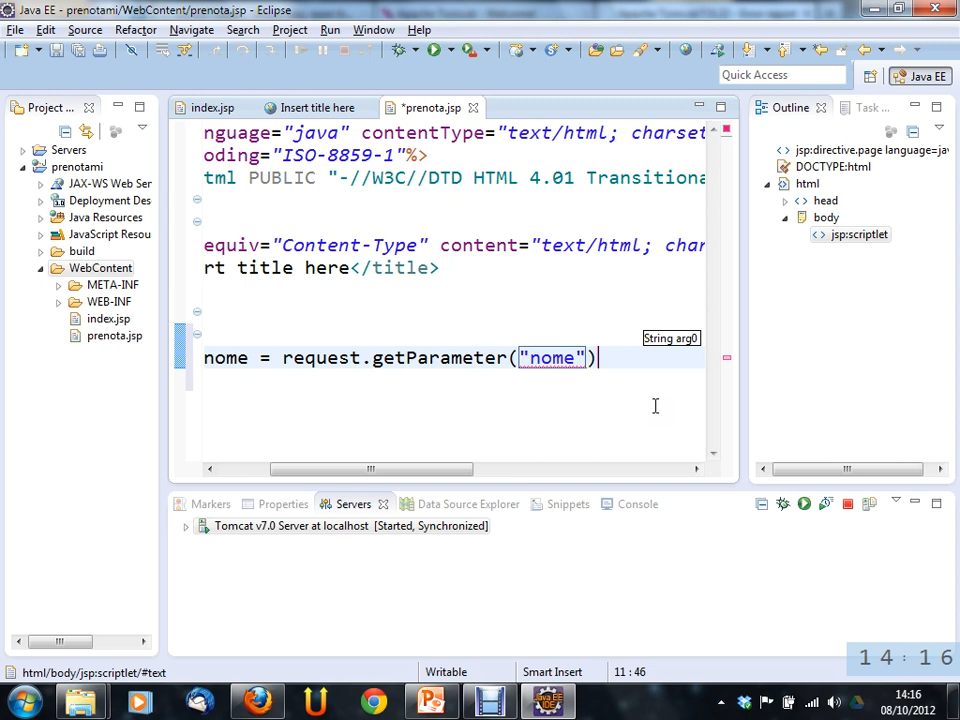 Java EE - prenotami/WebContent/prenota.jsp - Eclipse
File Edit Source Refactor Navigate Search Project Run Window Help
Quick Access
Java EE
Project ...
index.jsp
Insert title here
*prenota.jsp
Outline
Task ...
Servers
prenotami
JAX-WS Web Ser
Deployment Des
Java Resources
JavaScript Resou
build
WebContent
META-INF
WEB-INF
index.jsp
prenota.jsp
nguage="java" contentType="text/html; charset
oding="ISO-8859-1"%>
tml PUBLIC "-//W3C//DTD HTML 4.01 Transitiona
equiv="Content-Type" content="text/html; char
rt title here</title>
String arg0
nome = request.getParameter("nome")
jsp:directive.page language=jav
DOCTYPE:html
html
head
body
jsp:scriptlet
Markers
Properties
Servers
Data Source Explorer
Snippets
Console
Tomcat v7.0 Server at localhost [Started, Synchronized]
14:16
html/body/jsp:scriptlet/#text
Writable
Smart Insert
11 : 46
14:16
08/10/2012